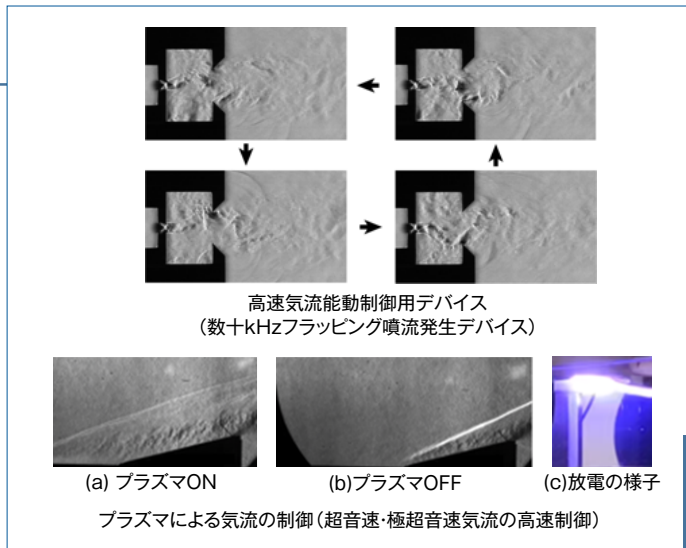 高速気流能動制御用デバイス
（数十kHzフラッピング噴流発生デバイス）
(a) プラズマON
(b)プラズマOFF
(c)放電の様子
プラズマによる気流の制御（超音速・極超音速気流の高速制御）